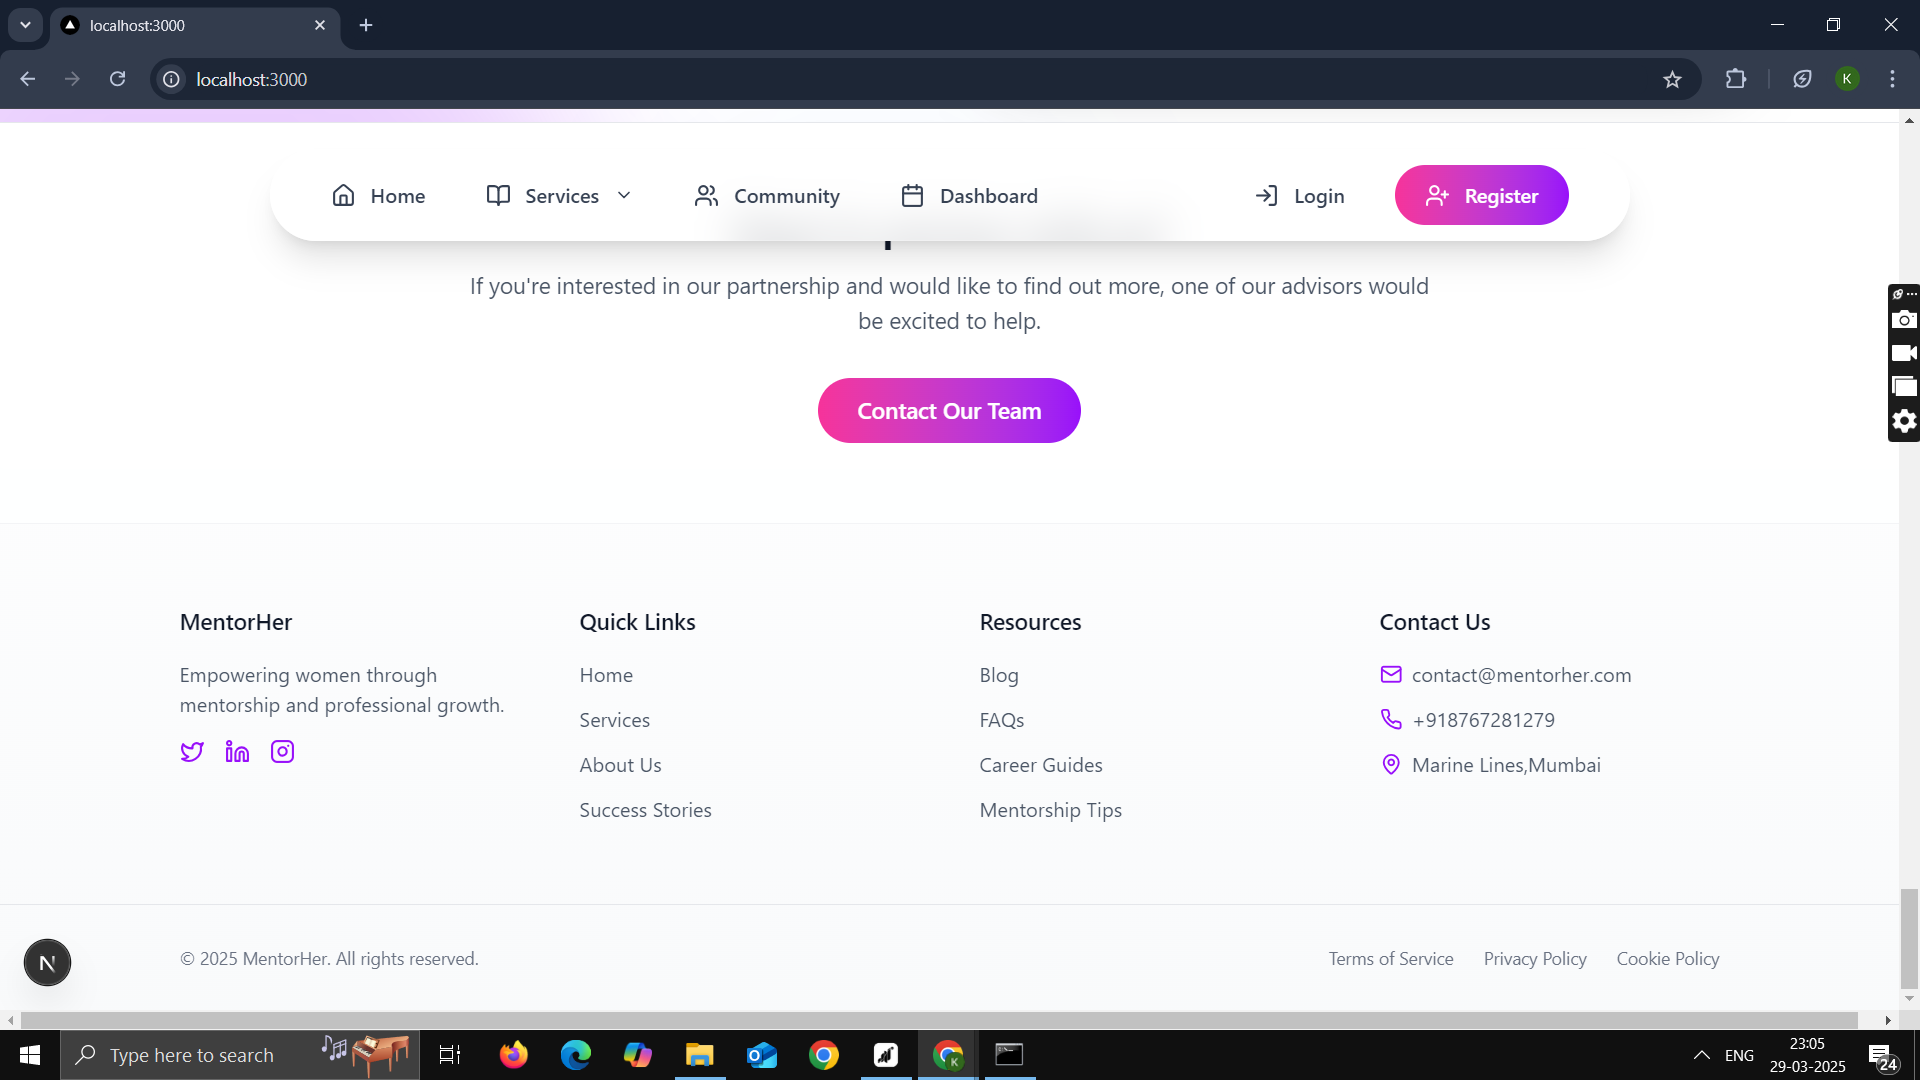 localhost:3000
localhost:3000
K
Home
Services
Community
Dashboard
Login
Register
If you're interested in our partnership and would like to find out more, one of our advisors would
be excited to help.
Contact Our Team
MentorHer
Empowering women through
mentorship and professional growth.
Quick Links
Home
Services
About Us
Success Stories
Resources
Blog
FAQs
Career Guides
Mentorship Tips
Contact Us
contact@mentorher.com
+918767281279
Marine Lines,Mumbai
N
© 2025 MentorHer. All rights reserved.
Terms of Service
Privacy Policy
Cookie Policy
Type here to search
K
ENG
23:05
29-03-2025
24